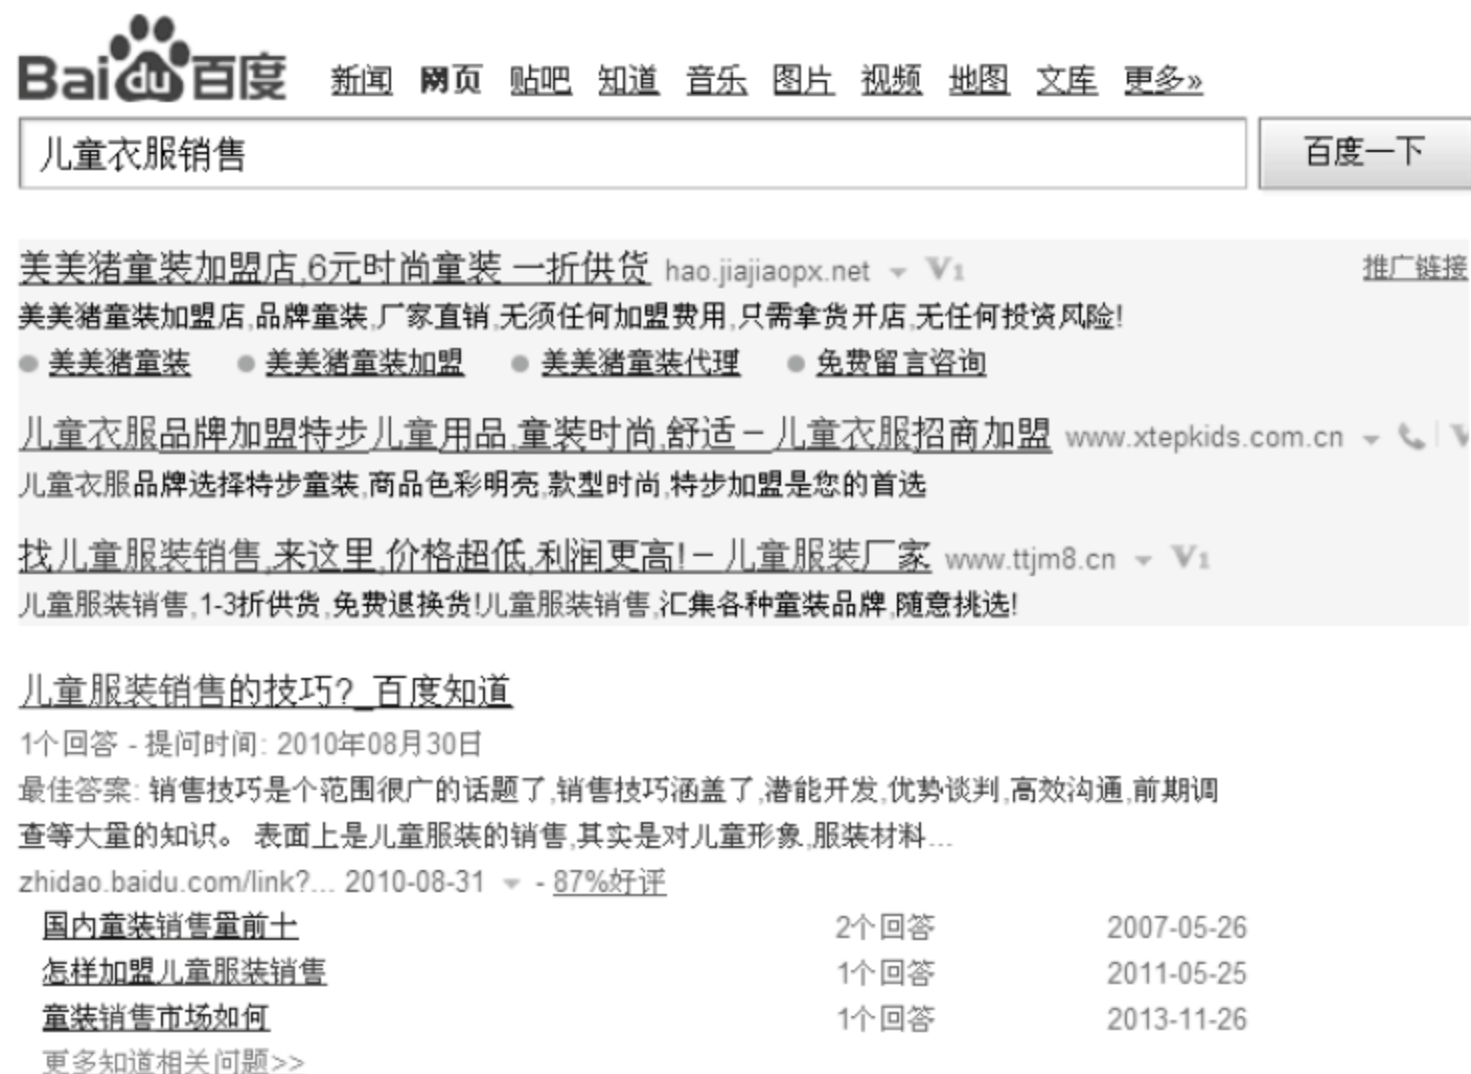 Bai du 百度 新闻 网页 贴吧 知道 音乐 图片 视频 地图 文库 更多»
儿童衣服销售 百度一下
美美猪童装加盟店,6元时尚童装 一折供货 hao.jiajiaopx.net V1 推广链接
美美猪童装加盟店,品牌童装,厂家直销,无须任何加盟费用,只需拿货开店,无任何投资风险!
美美猪童装 美美猪童装加盟 美美猪童装代理 免费留言咨询
儿童衣服品牌加盟特步儿童用品,童装时尚,舒适－儿童衣服招商加盟 www.xtepkids.com.cn
儿童衣服品牌选择特步童装,商品色彩明亮,款型时尚,特步加盟是您的首选
找儿童服装销售,来这里,价格超低,利润更高!－儿童服装厂家 www.ttjm8.cn V1
儿童服装销售,1-3折供货,免费退换货!儿童服装销售,汇集各种童装品牌,随意挑选!
儿童服装销售的技巧?_百度知道
1个回答 - 提问时间: 2010年08月30日
最佳答案: 销售技巧是个范围很广的话题了,销售技巧涵盖了,潜能开发,优势谈判,高效沟通,前期调
查等大量的知识。 表面上是儿童服装的销售,其实是对儿童形象,服装材料...
zhidao.baidu.com/link?... 2010-08-31 - 87%好评
国内童装销售量前十 2个回答 2007-05-26
怎样加盟儿童服装销售 1个回答 2011-05-25
童装销售市场如何 1个回答 2013-11-26
更多知道相关问题>>